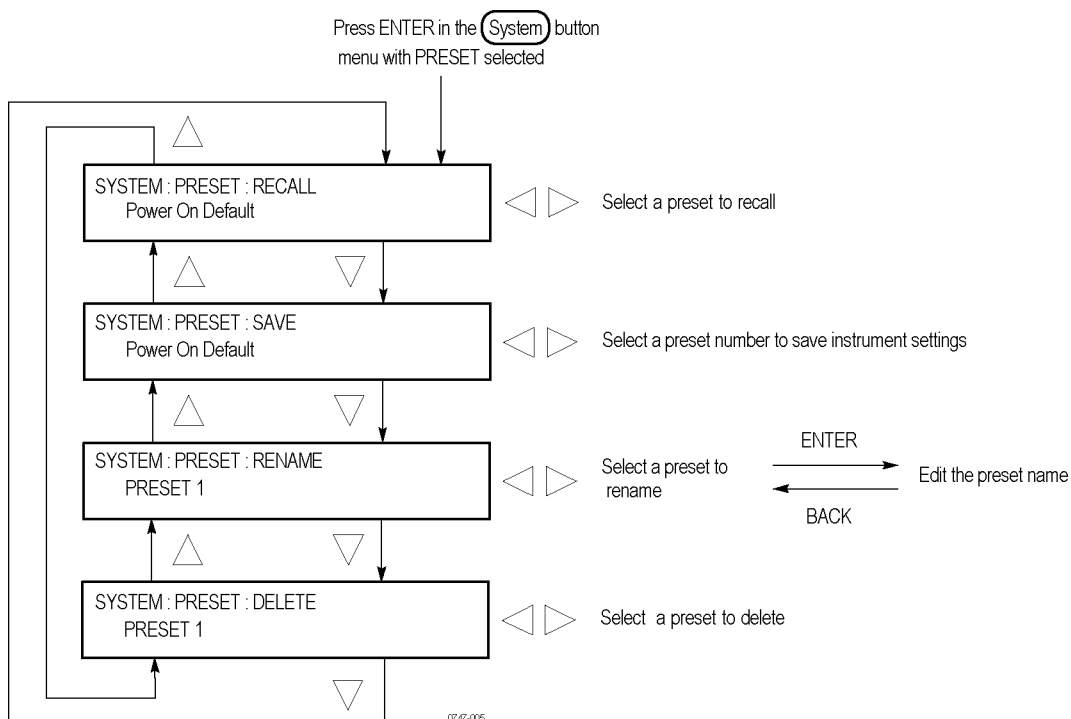 Press ENTER in the System button
menu with PRESET selected
SYSTEM : PRESET : RECALL
Power On Default
Select a preset to recall
SYSTEM : PRESET : SAVE
Power On Default
Select a preset number to save instrument settings
SYSTEM : PRESET : RENAME
PRESET 1
Select a preset to
rename
ENTER
BACK
Edit the preset name
SYSTEM : PRESET : DELETE
PRESET 1
Select a preset to delete
0747-005